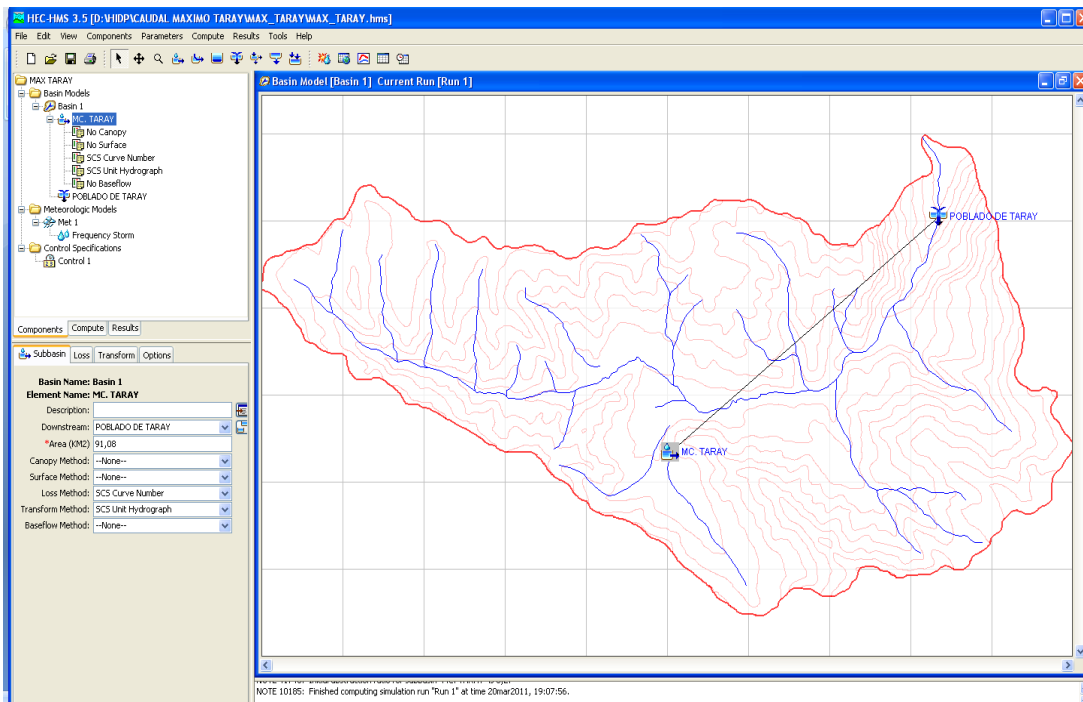 HEC-HMS 3.5 [D:\HIDP\CAUDAL MAXIMO TARAY\MAX_TARAY\MAX_TARAY.hms]
File Edit View Components Parameters Compute Results Tools Help
MAX TARAY
Basin Models
Basin 1
MC. TARAY
No Canopy
No Surface
SCS Curve Number
SCS Unit Hydrograph
No Baseflow
POBLADO DE TARAY
Meteorologic Models
Met 1
Frequency Storm
Control Specifications
Control 1
Components Compute Results
Subbasin Loss Transform Options
Basin Name: Basin 1
Element Name: MC. TARAY
Description:
Downstream: POBLADO DE TARAY
*Area (KM2) 91,08
Canopy Method: --None--
Surface Method: --None--
Loss Method: SCS Curve Number
Transform Method: SCS Unit Hydrograph
Baseflow Method: --None--
Basin Model [Basin 1] Current Run [Run 1]
POBLADO DE TARAY
MC. TARAY
NOTE 10185: Finished computing simulation run "Run 1" at time 20mar2011, 19:07:56.